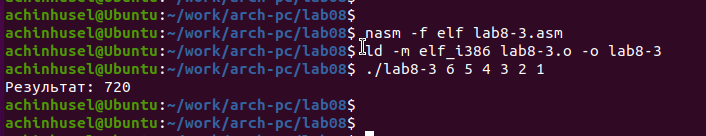 achinhusel@Ubuntu:~/work/arch-pc/lab08$
achinhusel@Ubuntu:~/work/arch-pc/lab08$ nasm -f elf lab8-3.asm
achinhusel@Ubuntu:~/work/arch-pc/lab08$ ld -m elf_i386 lab8-3.o -o lab8-3
achinhusel@Ubuntu:~/work/arch-pc/lab08$ ./lab8-3 6 5 4 3 2 1
Результат: 720
achinhusel@Ubuntu:~/work/arch-pc/lab08$
achinhusel@Ubuntu:~/work/arch-pc/lab08$